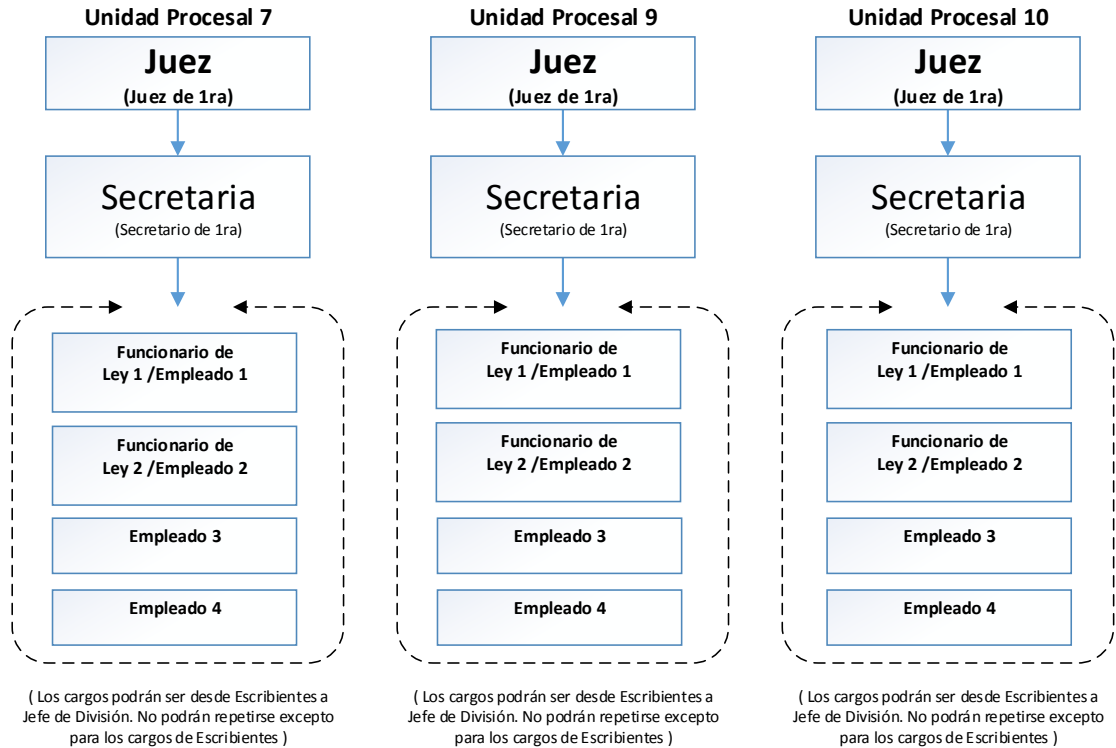 Unidad Procesal 7
Juez
(Juez de 1ra)
Secretaria
(Secretario de 1ra)
Funcionario de
Ley 1 /Empleado 1
Funcionario de
Ley 2 /Empleado 2
Empleado 3
Empleado 4
( Los cargos podrán ser desde Escribientes a
Jefe de División. No podrán repetirse excepto
para los cargos de Escribientes )
Unidad Procesal 9
Juez
(Juez de 1ra)
Secretaria
(Secretario de 1ra)
Funcionario de
Ley 1 /Empleado 1
Funcionario de
Ley 2 /Empleado 2
Empleado 3
Empleado 4
( Los cargos podrán ser desde Escribientes a
Jefe de División. No podrán repetirse excepto
para los cargos de Escribientes )
Unidad Procesal 10
Juez
(Juez de 1ra)
Secretaria
(Secretario de 1ra)
Funcionario de
Ley 1 /Empleado 1
Funcionario de
Ley 2 /Empleado 2
Empleado 3
Empleado 4
( Los cargos podrán ser desde Escribientes a
Jefe de División. No podrán repetirse excepto
para los cargos de Escribientes )